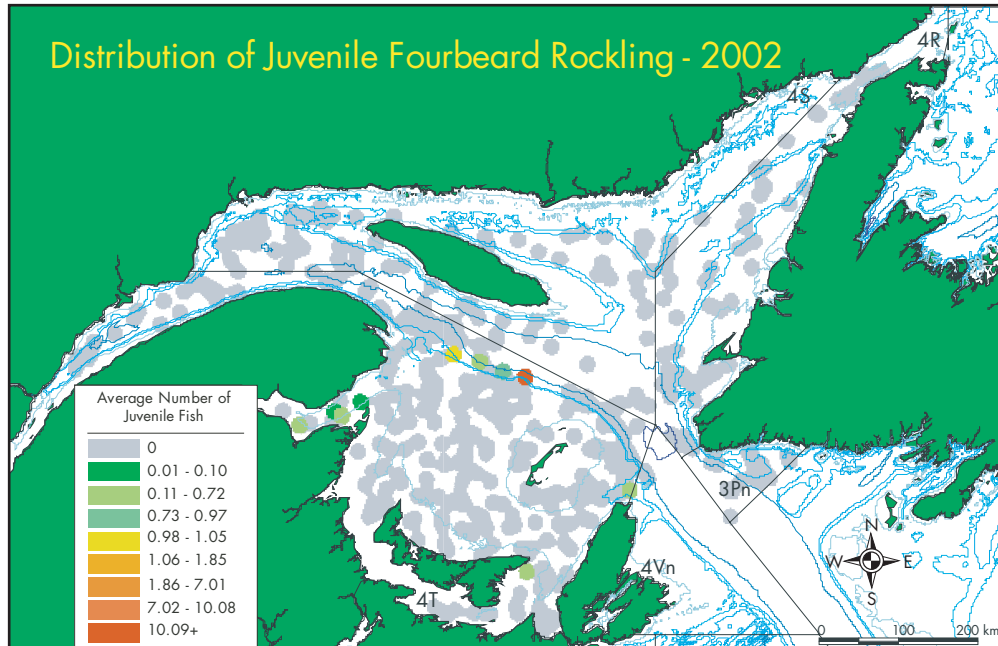 Distribution of Juvenile Fourbeard Rockling - 2002
4R
4S
Average Number of
Juvenile Fish
0
0.01 - 0.10
0.11 - 0.72
0.73 - 0.97
0.98 - 1.05
1.06 - 1.85
1.86 - 7.01
7.02 - 10.08
10.09+
3Pn
4Vn
4T
N
W
E
S
0 100 200 km